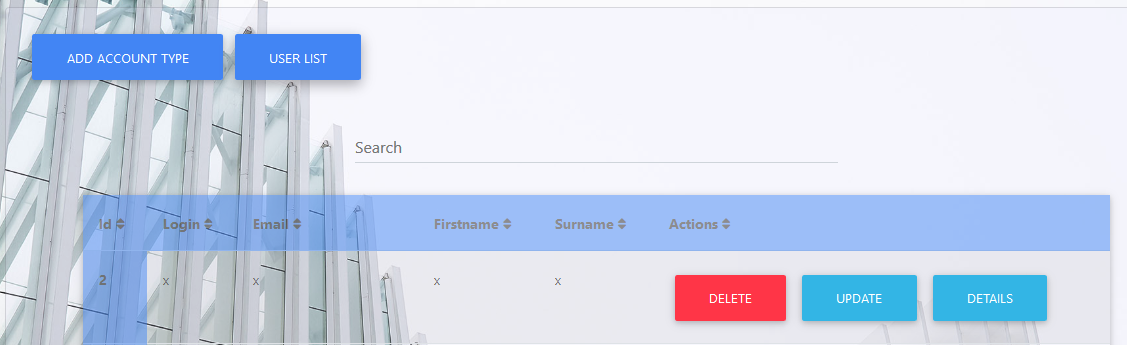 ADD ACCOUNT TYPE USER LIST
Search
Id Login Email Firstname Surname Actions
2 x x x x DELETE UPDATE DETAILS